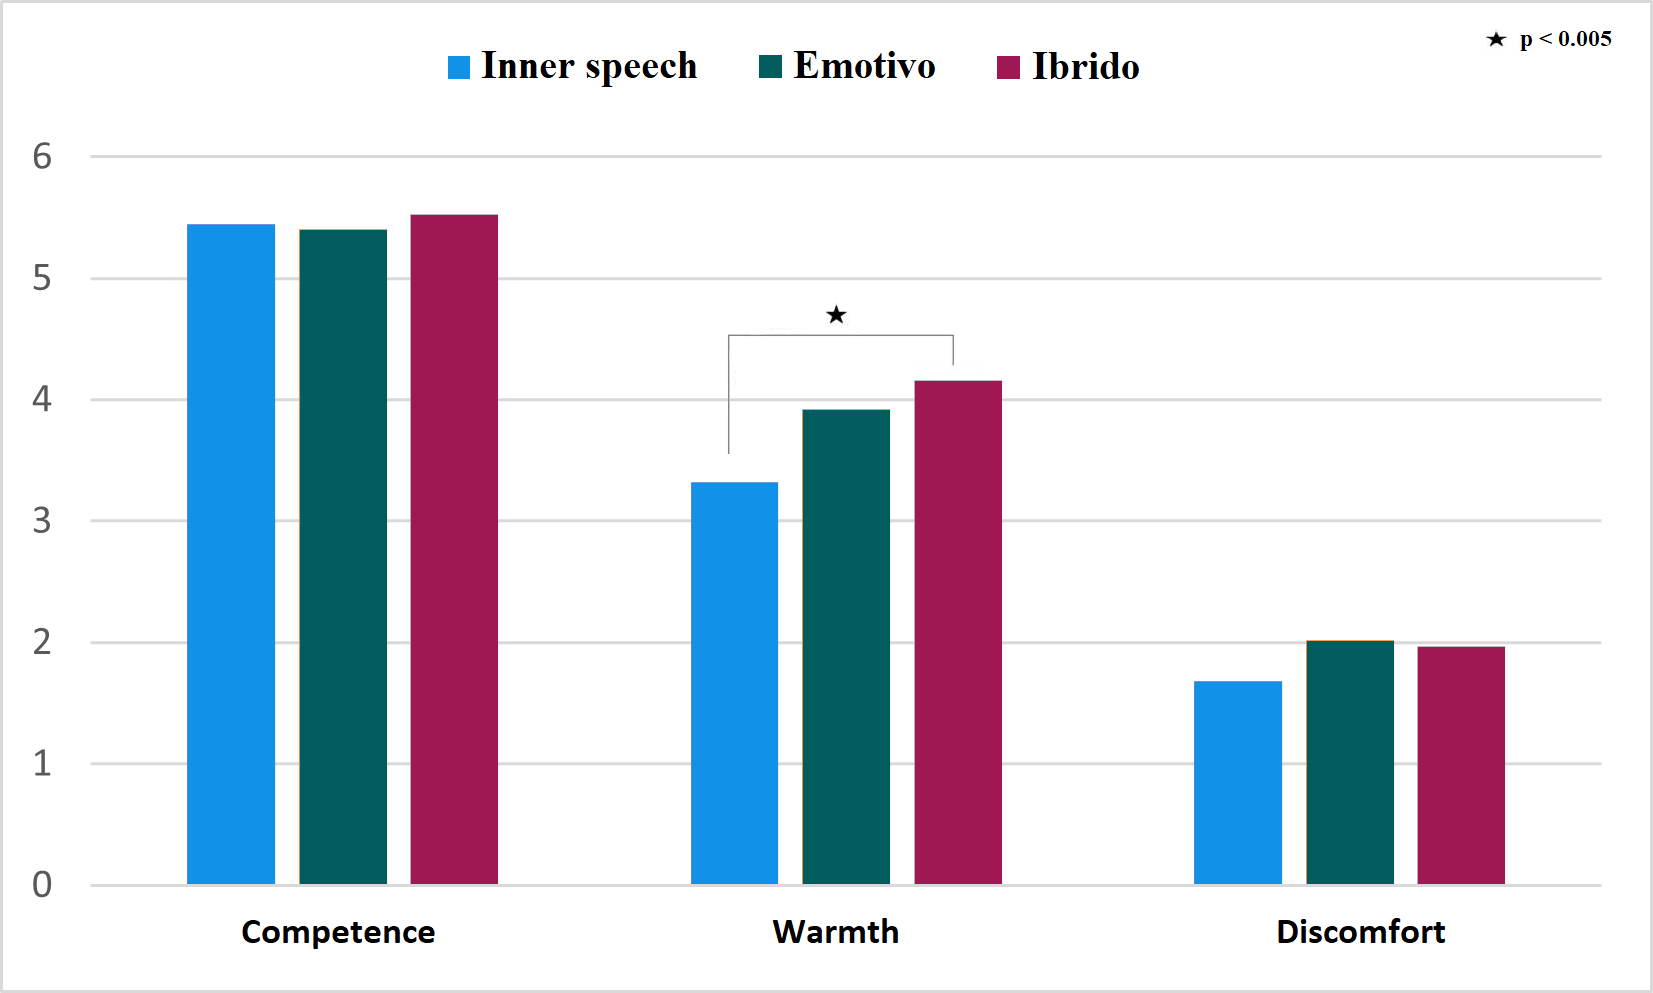 ★ p < 0.005
Inner speech Emotivo Ibrido
6
5
4
3
2
1
0
★
Competence Warmth Discomfort